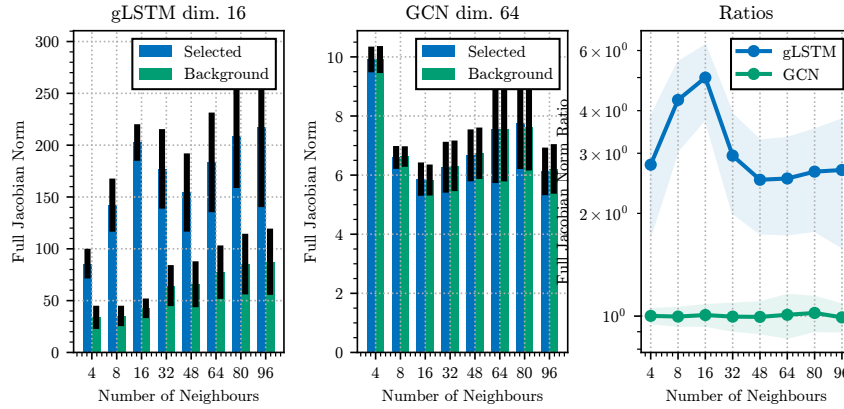 gLSTM dim. 16
300
250
200
150
100
50
0
Full Jacobian Norm
Selected
Background
4 8 16 32 48 64 80 96
Number of Neighbours
GCN dim. 64
10
8
6
4
2
0
Full Jacobian Norm
Selected
Background
4 8 16 32 48 64 80 96
Number of Neighbours
Ratios
6 × 10⁰
4 × 10⁰
3 × 10⁰
2 × 10⁰
10⁰
Full Jacobian Norm Ratio
gLSTM
GCN
4 8 16 32 48 64 80 96
Number of Neighbours